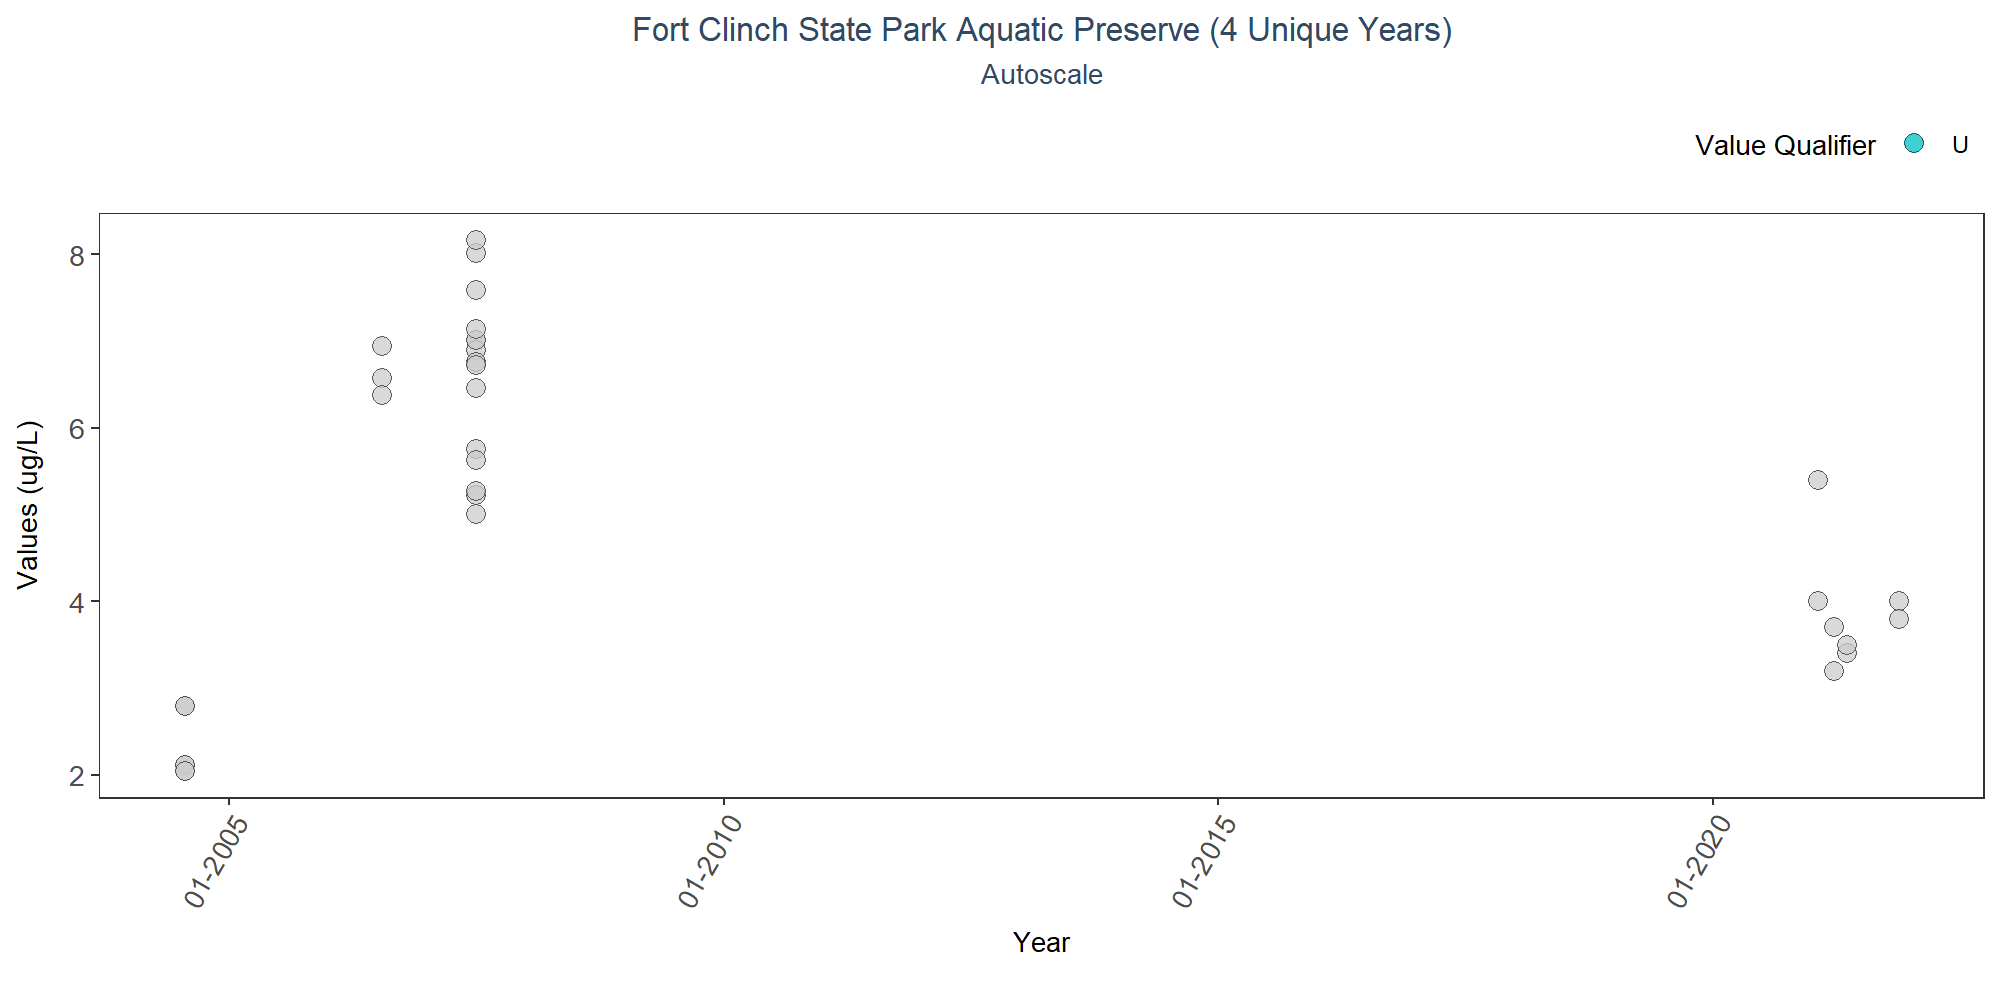 Fort Clinch State Park Aquatic Preserve (4 Unique Years)
Autoscale
Value Qualifier U
8
6
4
2
Values (ug/L)
01-2005
01-2010
01-2015
01-2020
Year